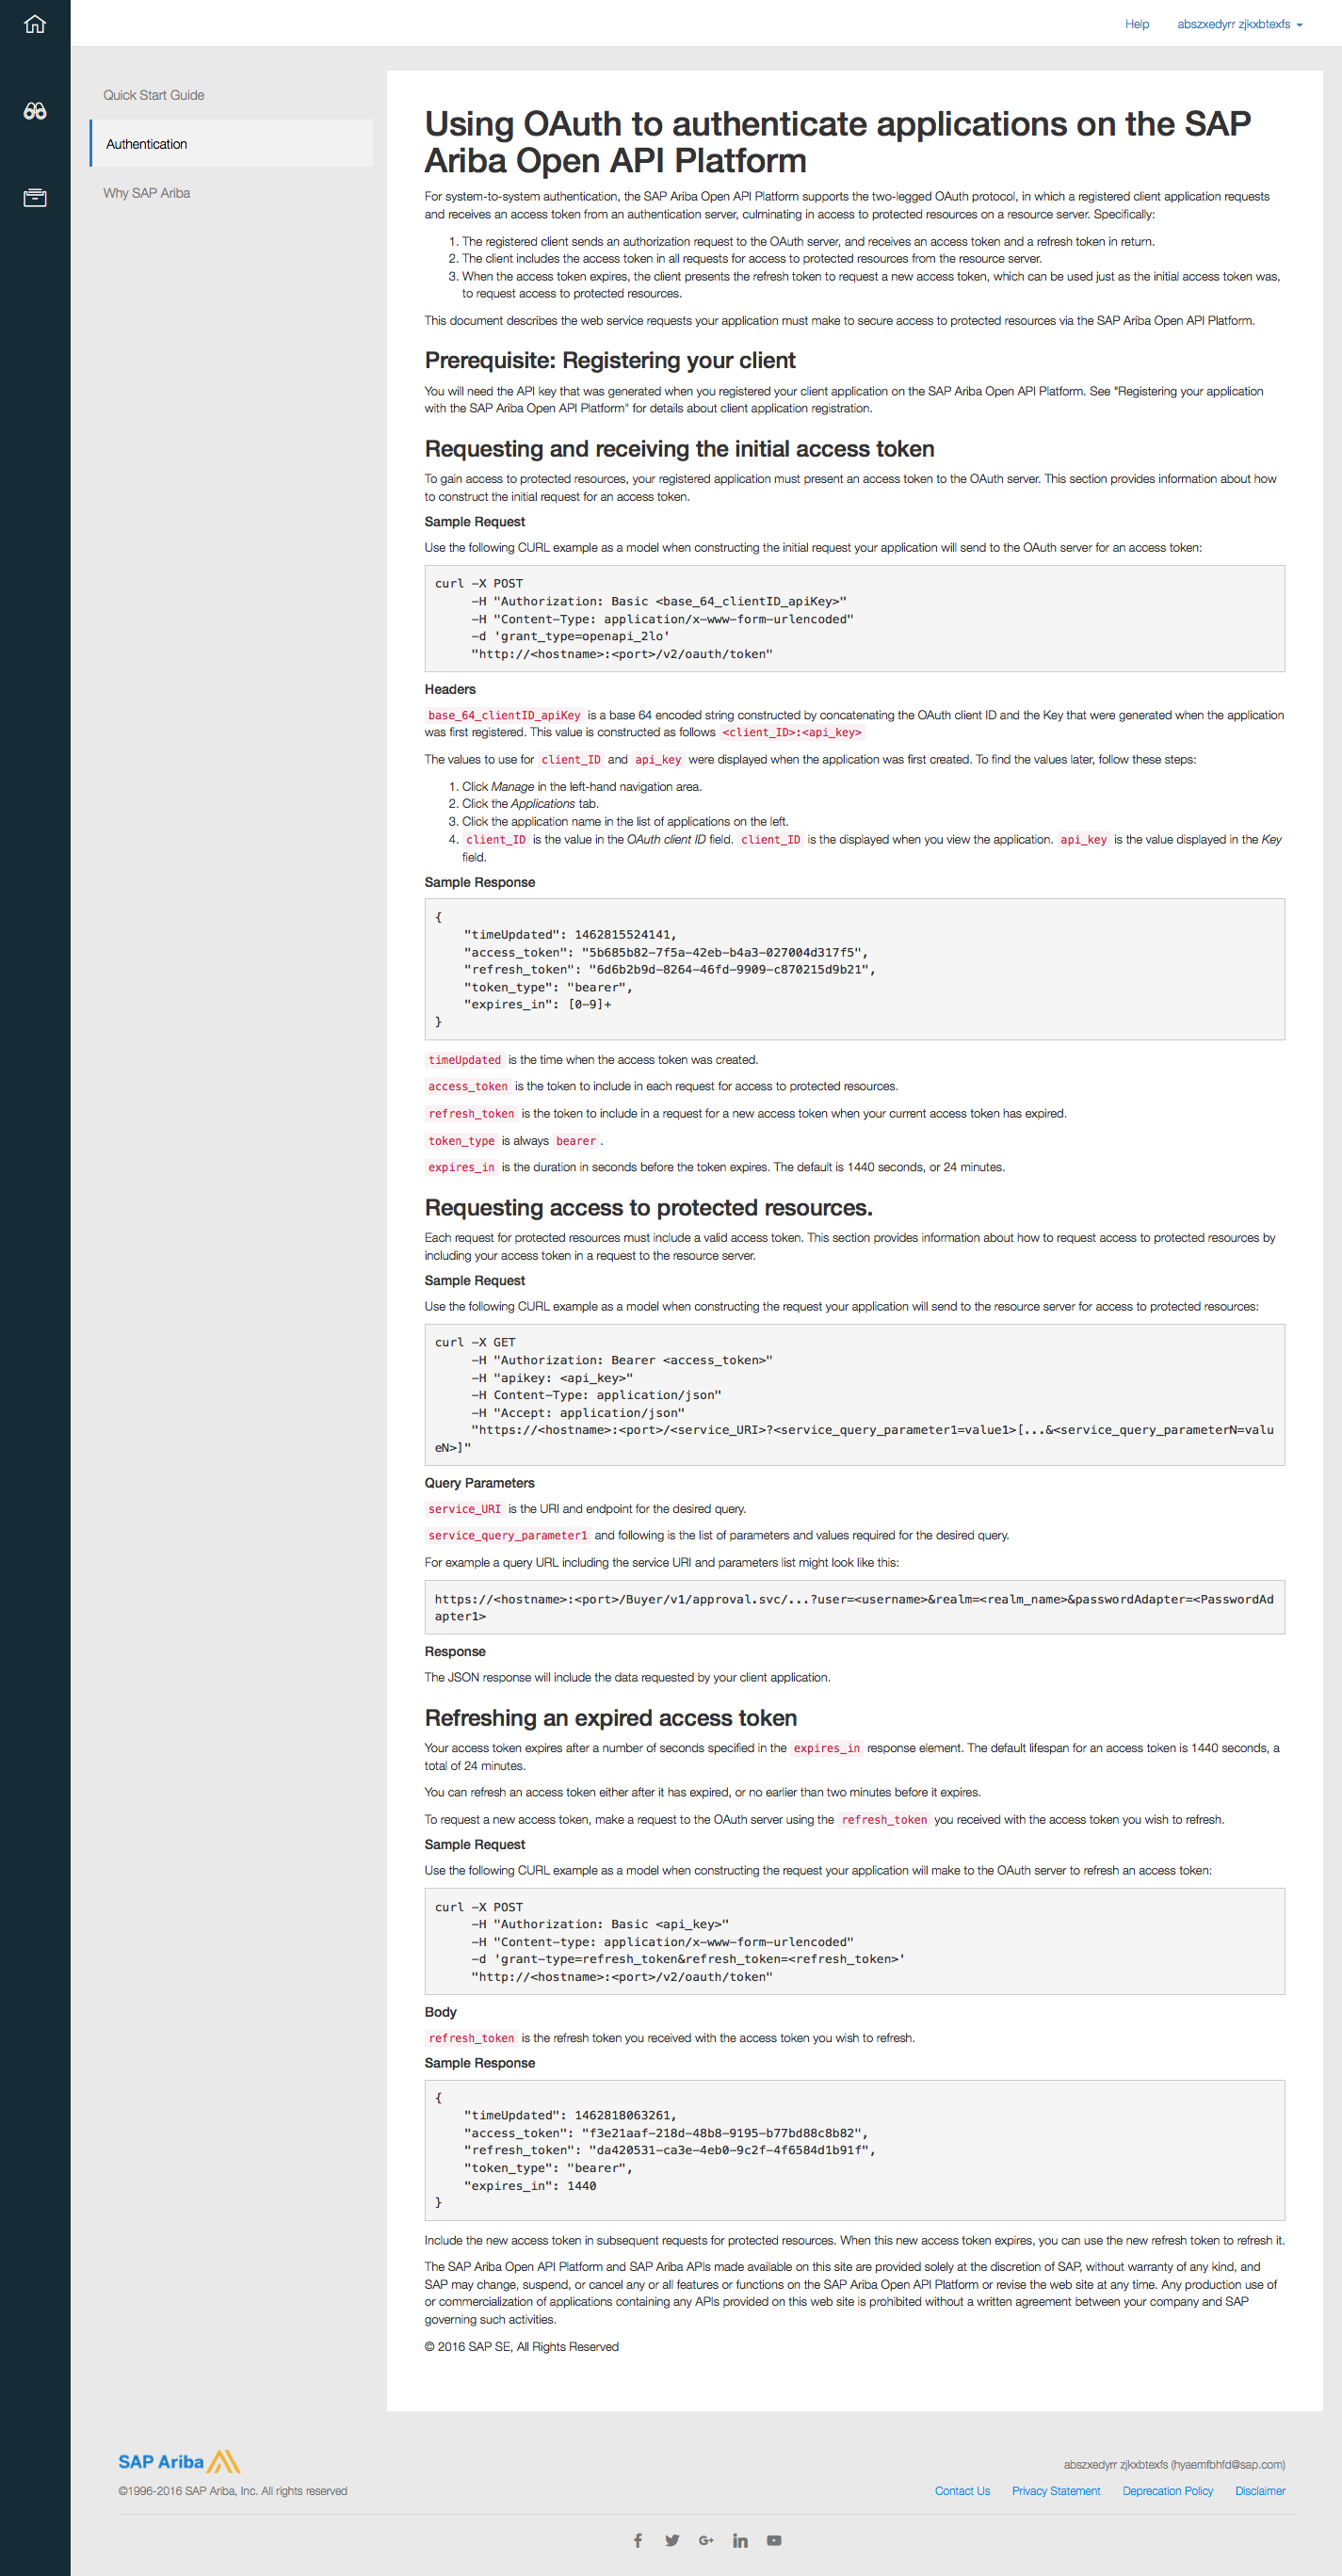 Help
abszxedyrr zjkxbtexfs
Quick Start Guide
Authentication
Why SAP Ariba
Using OAuth to authenticate applications on the SAP
Ariba Open API Platform
For system-to-system authentication, the SAP Ariba Open API Platform supports the two-legged OAuth protocol, in which a registered client application requests
and receives an access token from an authentication server, culminating in access to protected resources on a resource server. Specifically:
1. The registered client sends an authorization request to the OAuth server, and receives an access token and a refresh token in return.
2. The client includes the access token in all requests for access to protected resources from the resource server.
3. When the access token expires, the client presents the refresh token to request a new access token, which can be used just as the initial access token was,
to request access to protected resources.
This document describes the web service requests your application must make to secure access to protected resources via the SAP Ariba Open API Platform.
Prerequisite: Registering your client
You will need the API key that was generated when you registered your client application on the SAP Ariba Open API Platform. See "Registering your application
with the SAP Ariba Open API Platform" for details about client application registration.
Requesting and receiving the initial access token
To gain access to protected resources, your registered application must present an access token to the OAuth server. This section provides information about how
to construct the initial request for an access token.
Sample Request
Use the following CURL example as a model when constructing the initial request your application will send to the OAuth server for an access token:
curl -X POST
-H "Authorization: Basic <base_64_clientID_apiKey>"
-H "Content-Type: application/x-www-form-urlencoded"
-d 'grant_type=openapi_2lo'
"http://<hostname>:<port>/v2/oauth/token"
Headers
base_64_clientID_apiKey is a base 64 encoded string constructed by concatenating the OAuth client ID and the Key that were generated when the application
was first registered. This value is constructed as follows <client_ID>:<api_key>
The values to use for client_ID and api_key were displayed when the application was first created. To find the values later, follow these steps:
1. Click Manage in the left-hand navigation area.
2. Click the Applications tab.
3. Click the application name in the list of applications on the left.
4. client_ID is the value in the OAuth client ID field. client_ID is the displayed when you view the application. api_key is the value displayed in the Key
field.
Sample Response
{
"timeUpdated": 1462815524141,
"access_token": "5b685b82-7f5a-42eb-b4a3-027004d317f5",
"refresh_token": "6d6b2b9d-8264-46fd-9909-c870215d9b21",
"token_type": "bearer",
"expires_in": [0-9]+
}
timeUpdated is the time when the access token was created.
access_token is the token to include in each request for access to protected resources.
refresh_token is the token to include in a request for a new access token when your current access token has expired.
token_type is always bearer.
expires_in is the duration in seconds before the token expires. The default is 1440 seconds, or 24 minutes.
Requesting access to protected resources.
Each request for protected resources must include a valid access token. This section provides information about how to request access to protected resources by
including your access token in a request to the resource server.
Sample Request
Use the following CURL example as a model when constructing the request your application will send to the resource server for access to protected resources:
curl -X GET
-H "Authorization: Bearer <access_token>"
-H "apikey: <api_key>"
-H Content-Type: application/json"
-H "Accept: application/json"
"https://<hostname>:<port>/<service_URI>?<service_query_parameter1=value1>[...&<service_query_parameterN=valu
eN>]"
Query Parameters
service_URI is the URI and endpoint for the desired query.
service_query_parameter1 and following is the list of parameters and values required for the desired query.
For example a query URL including the service URI and parameters list might look like this:
https://<hostname>:<port>/Buyer/v1/approval.svc/...?user=<username>&realm=<realm_name>&passwordAdapter=<PasswordAd
apter1>
Response
The JSON response will include the data requested by your client application.
Refreshing an expired access token
Your access token expires after a number of seconds specified in the expires_in response element. The default lifespan for an access token is 1440 seconds, a
total of 24 minutes.
You can refresh an access token either after it has expired, or no earlier than two minutes before it expires.
To request a new access token, make a request to the OAuth server using the refresh_token you received with the access token you wish to refresh.
Sample Request
Use the following CURL example as a model when constructing the request your application will make to the OAuth server to refresh an access token:
curl -X POST
-H "Authorization: Basic <api_key>"
-H "Content-type: application/x-www-form-urlencoded"
-d 'grant-type=refresh_token&refresh_token=<refresh_token>'
"http://<hostname>:<port>/v2/oauth/token"
Body
refresh_token is the refresh token you received with the access token you wish to refresh.
Sample Response
{
"timeUpdated": 1462818063261,
"access_token": "f3e21aaf-218d-48b8-9195-b77bd88c8b82",
"refresh_token": "da420531-ca3e-4eb0-9c2f-4f6584d1b91f",
"token_type": "bearer",
"expires_in": 1440
}
Include the new access token in subsequent requests for protected resources. When this new access token expires, you can use the new refresh token to refresh it.
The SAP Ariba Open API Platform and SAP Ariba APIs made available on this site are provided solely at the discretion of SAP, without warranty of any kind, and
SAP may change, suspend, or cancel any or all features or functions on the SAP Ariba Open API Platform or revise the web site at any time. Any production use of
or commercialization of applications containing any APIs provided on this web site is prohibited without a written agreement between your company and SAP
governing such activities.
© 2016 SAP SE, All Rights Reserved
SAP Ariba
abszxedyrr zjkxbtexfs (hyaemfbhfd@sap.com)
©1996-2016 SAP Ariba, Inc. All rights reserved
Contact Us Privacy Statement Deprecation Policy Disclaimer